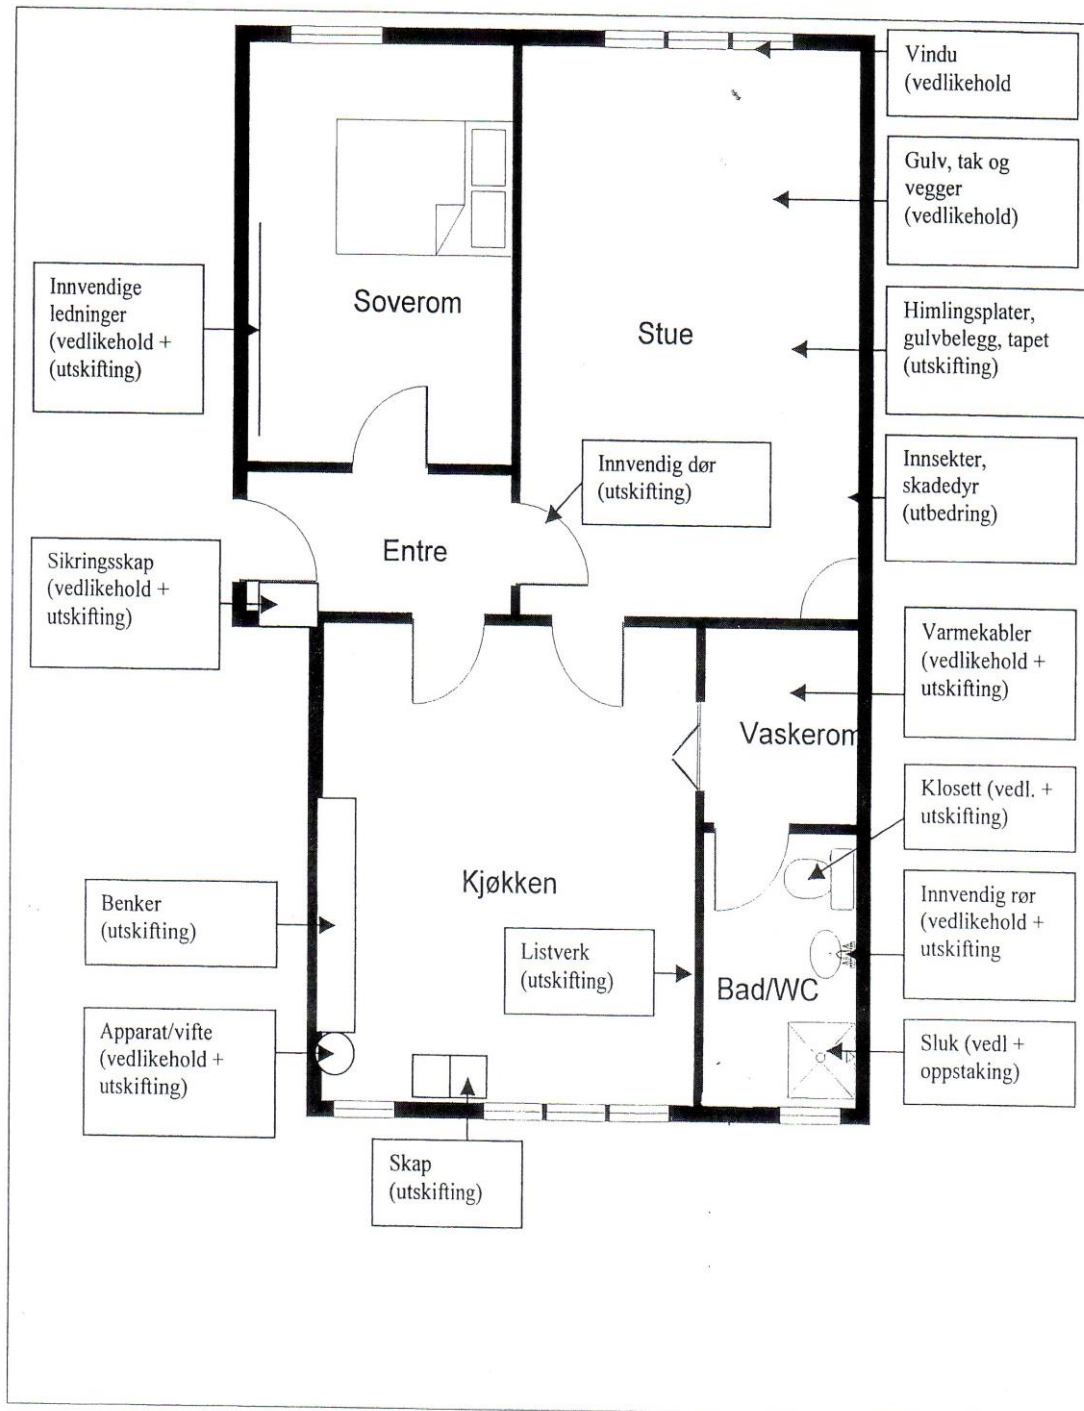 Vindu
(vedlikehold
Gulv, tak og
vegger
(vedlikehold)
Innvendige
ledninger
(vedlikehold +
(utskifting)
Soverom
Stue
Himlingsplater,
gulvbelegg, tapet
(utskifting)
Innvendig dør
(utskifting)
Innsekter,
skadedyr
(utbedring)
Sikringsskap
(vedlikehold +
utskifting)
Entre
Varmekabler
(vedlikehold +
utskifting)
Vaskerom
Klosett (vedl. +
utskifting)
Benker
(utskifting)
Kjøkken
Listverk
(utskifting)
Innvendig rør
(vedlikehold +
utskifting
Bad/WC
Apparat/vifte
(vedlikehold +
utskifting)
Sluk (vedl +
oppstaking)
Skap
(utskifting)